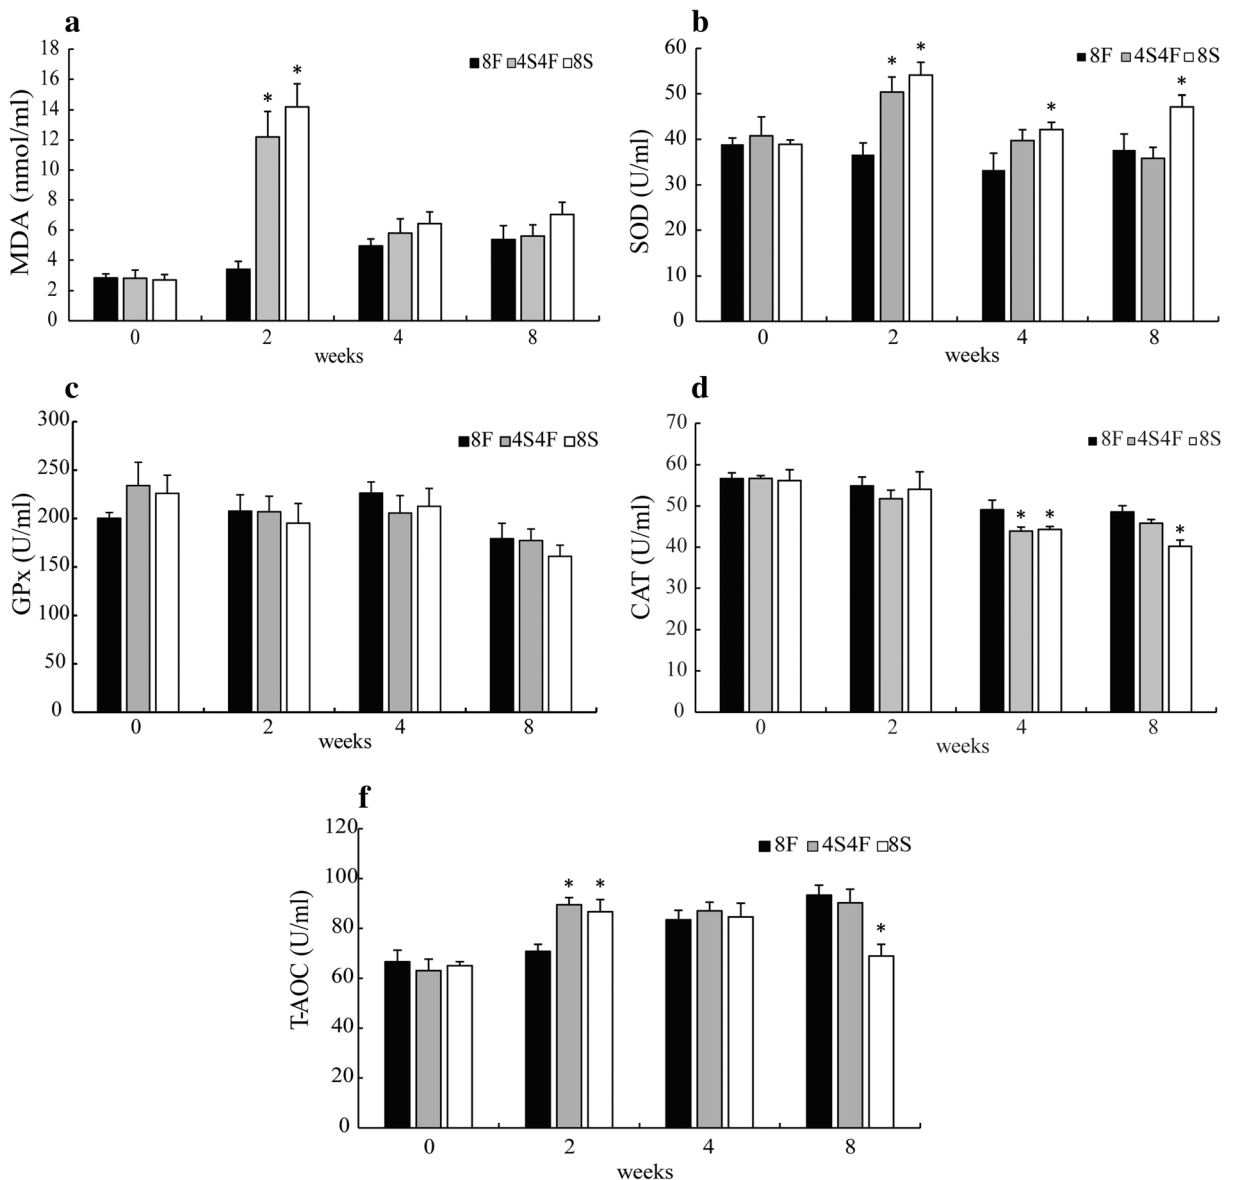 a
18
16
14
12
10
8
6
4
2
0
MDA (nmol/ml)
8F 4S4F 8S
* *
0 2 4 8
weeks
b
60
50
40
30
20
10
0
SOD (U/ml)
8F 4S4F 8S
* * * *
0 2 4 8
weeks
c
300
250
200
150
100
50
0
GPx (U/ml)
8F 4S4F 8S
0 2 4 8
weeks
d
70
60
50
40
30
20
10
0
CAT (U/ml)
8F 4S4F 8S
* * *
0 2 4 8
weeks
f
120
100
80
60
40
20
0
T-AOC (U/ml)
8F 4S4F 8S
* * *
0 2 4 8
weeks